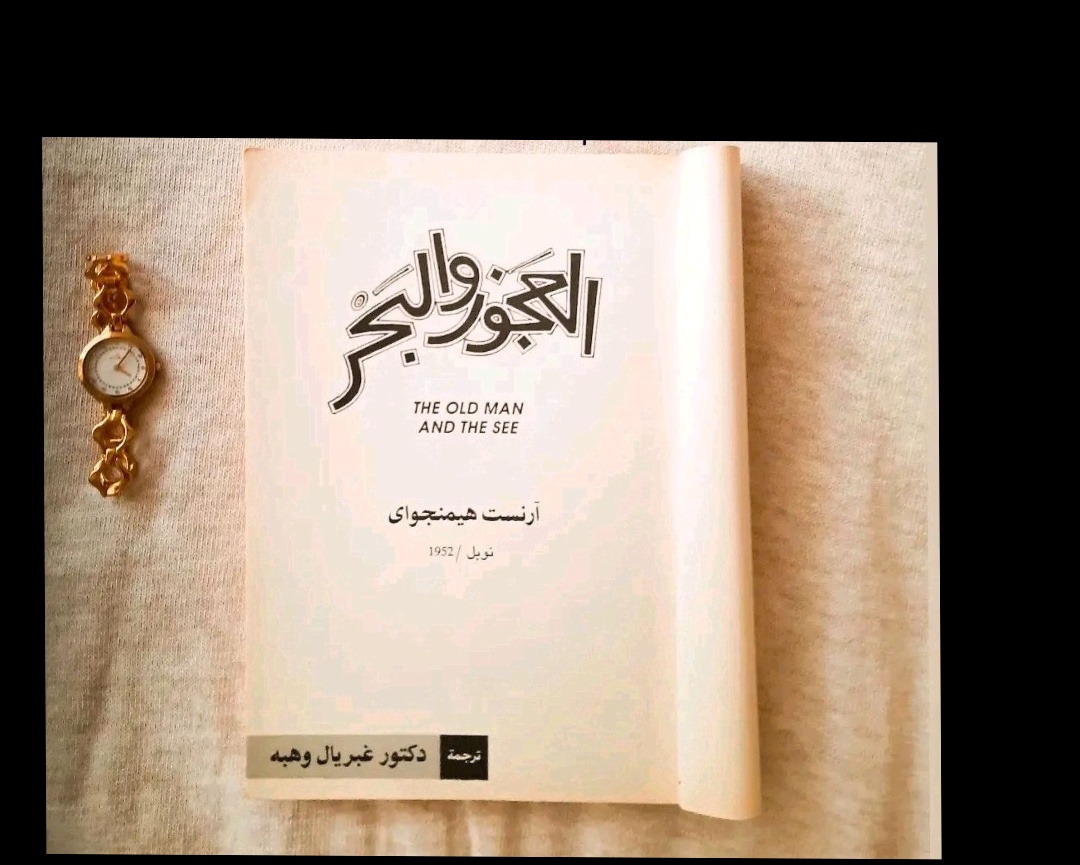 العجوز والبحر
THE OLD MAN
AND THE SEE
آرنست هيمنجواى
نوبل / 1952
ترجمة دكتور غبريال وهبه